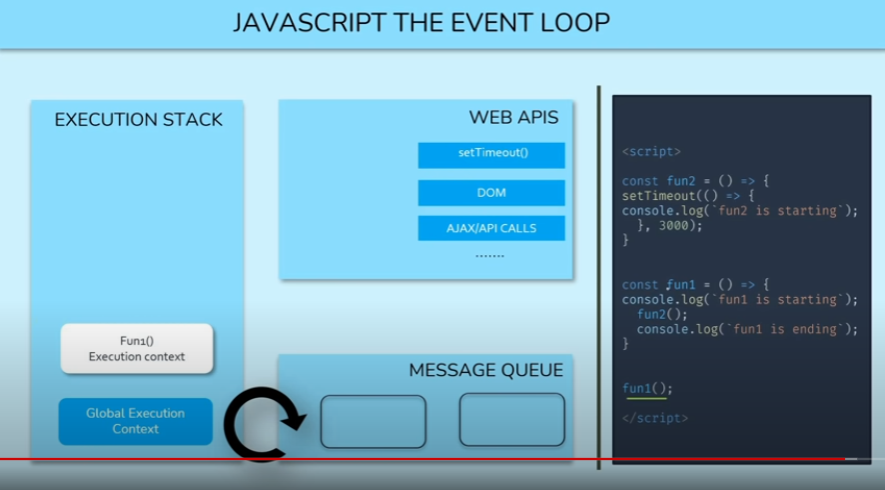 JAVASCRIPT THE EVENT LOOP
EXECUTION STACK
Fun1()
Execution context
Global Execution
Context
WEB APIS
setTimeout()
DOM
AJAX/API CALLS
.......
MESSAGE QUEUE
<script>
const fun2 = () => {
setTimeout(() => {
console.log(`fun2 is starting`);
}, 3000);
}
const fun1 = () => {
console.log(`fun1 is starting`);
fun2();
console.log(`fun1 is ending`);
}
fun1();
</script>